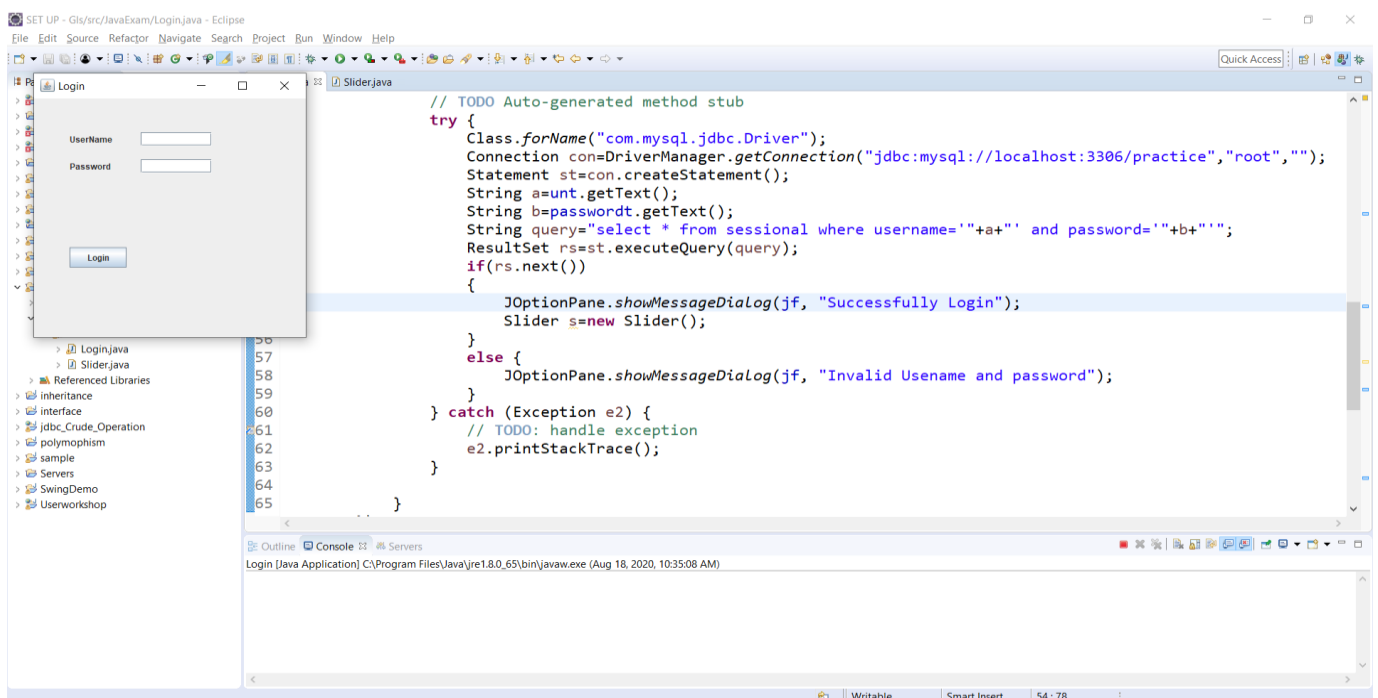 SET UP - Gls/src/JavaExam/Login.java - Eclipse
File Edit Source Refactor Navigate Search Project Run Window Help
Quick Access
Login
Slider.java
UserName
Password
Login
// TODO Auto-generated method stub
try {
Class.forName("com.mysql.jdbc.Driver");
Connection con=DriverManager.getConnection("jdbc:mysql://localhost:3306/practice","root","");
Statement st=con.createStatement();
String a=unt.getText();
String b=passwordt.getText();
String query="select * from sessional where username='"+a+"' and password='"+b+"'";
ResultSet rs=st.executeQuery(query);
if(rs.next())
{
JOptionPane.showMessageDialog(jf, "Successfully Login");
Slider s=new Slider();
56 }
57 else {
58 JOptionPane.showMessageDialog(jf, "Invalid Usename and password");
59 }
60 } catch (Exception e2) {
61 // TODO: handle exception
62 e2.printStackTrace();
63 }
64
65 }
Login.java
Slider.java
Referenced Libraries
inheritance
interface
jdbc_Crude_Operation
polymophism
sample
Servers
SwingDemo
Userworkshop
Outline Console Servers
Login [Java Application] C:\Program Files\Java\jre1.8.0_65\bin\javaw.exe (Aug 18, 2020, 10:35:08 AM)
Writable Smart Insert 54 : 78